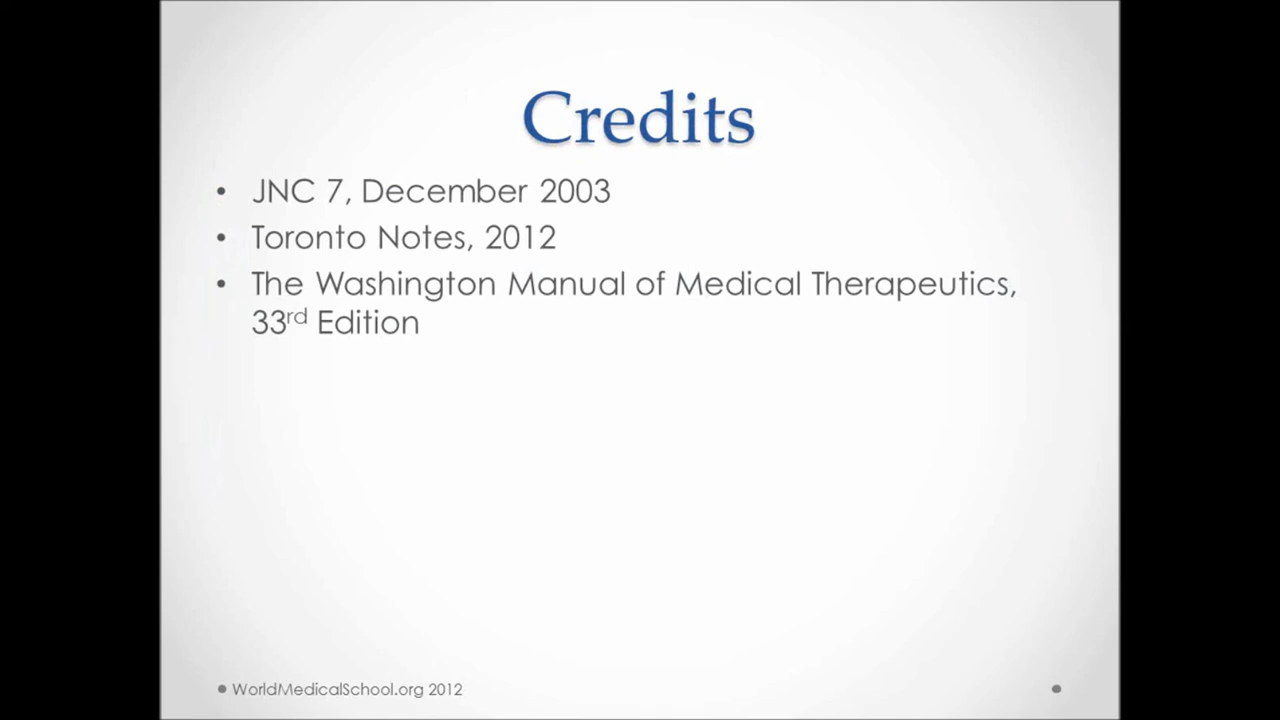 Credits
• JNC 7, December 2003
• Toronto Notes, 2012
• The Washington Manual of Medical Therapeutics,
33rd Edition
WorldMedicalSchool.org 2012